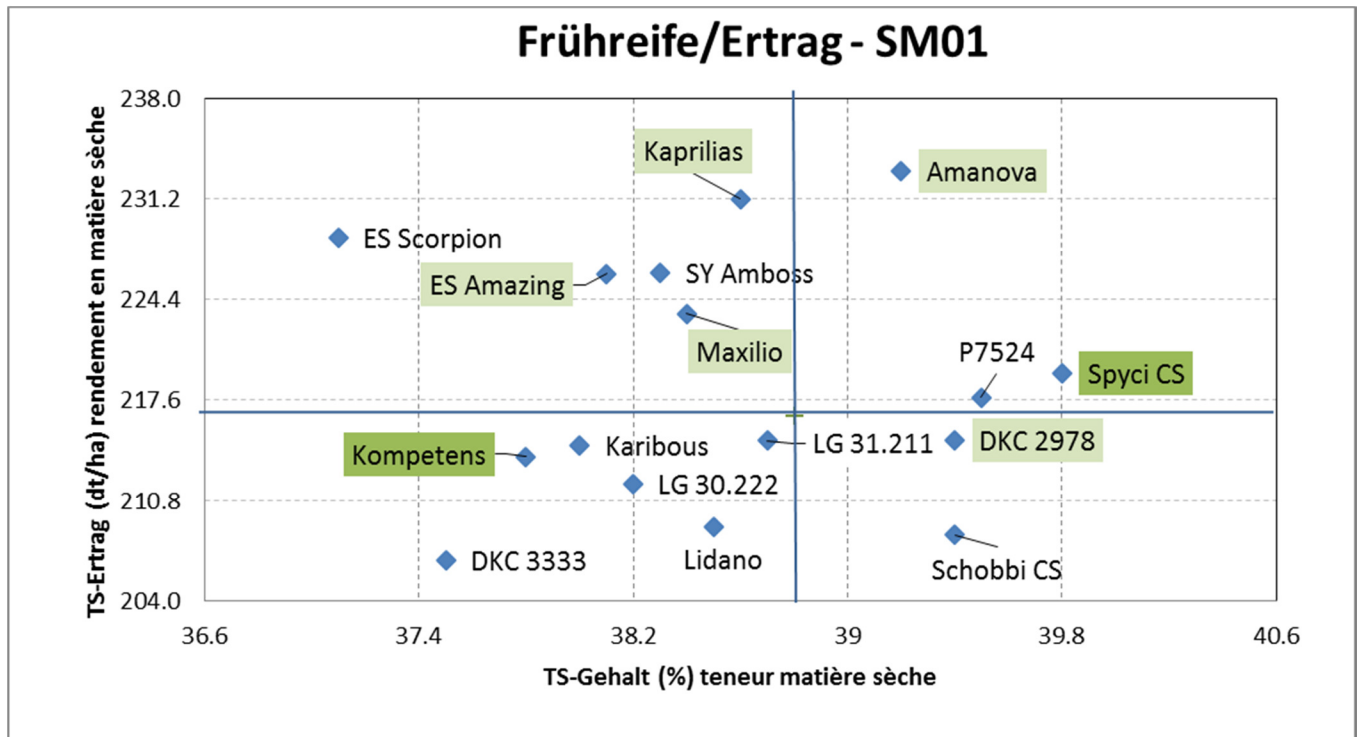 Frühreife/Ertrag - SM01
TS-Ertrag (dt/ha) rendement en matière sèche
238.0
231.2
224.4
217.6
210.8
204.0
Kaprilias
Amanova
ES Scorpion
ES Amazing
SY Amboss
Maxilio
P7524
Spyci CS
Kompetens
Karibous
LG 31.211
DKC 2978
LG 30.222
DKC 3333
Lidano
Schobbi CS
36.6
37.4
38.2
39
39.8
40.6
TS-Gehalt (%) teneur matière sèche